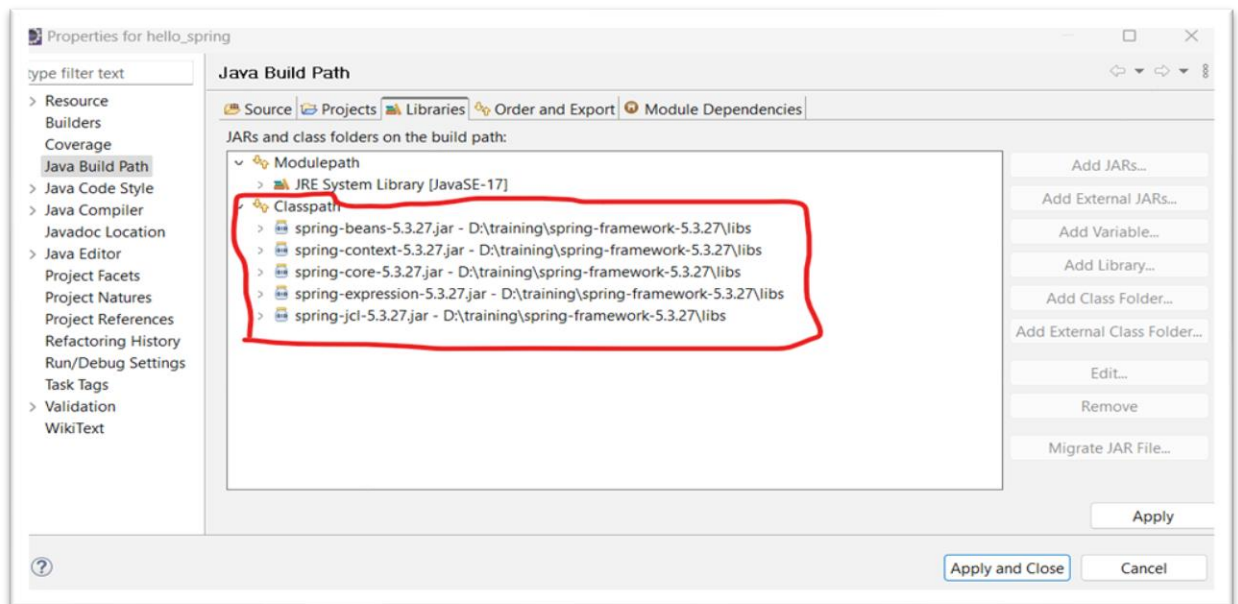 Properties for hello_spring
type filter text
Resource
Builders
Coverage
Java Build Path
Java Code Style
Java Compiler
Javadoc Location
Java Editor
Project Facets
Project Natures
Project References
Refactoring History
Run/Debug Settings
Task Tags
Validation
WikiText
Java Build Path
Source Projects Libraries Order and Export Module Dependencies
JARs and class folders on the build path:
Modulepath
JRE System Library [JavaSE-17]
Classpath
spring-beans-5.3.27.jar - D:\training\spring-framework-5.3.27\libs
spring-context-5.3.27.jar - D:\training\spring-framework-5.3.27\libs
spring-core-5.3.27.jar - D:\training\spring-framework-5.3.27\libs
spring-expression-5.3.27.jar - D:\training\spring-framework-5.3.27\libs
spring-jcl-5.3.27.jar - D:\training\spring-framework-5.3.27\libs
Add JARs...
Add External JARs...
Add Variable...
Add Library...
Add Class Folder...
Add External Class Folder...
Edit...
Remove
Migrate JAR File...
Apply
Apply and Close Cancel